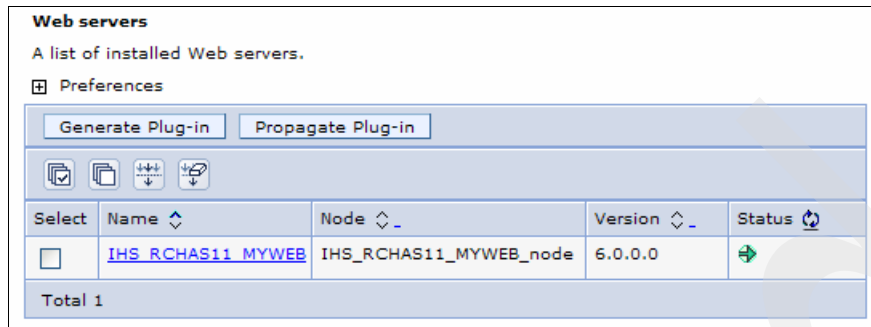 Web servers
A list of installed Web servers.
Preferences
Generate Plug-in Propagate Plug-in
Select Name Node Version Status
IHS_RCHAS11_MYWEB IHS_RCHAS11_MYWEB_node 6.0.0.0
Total 1